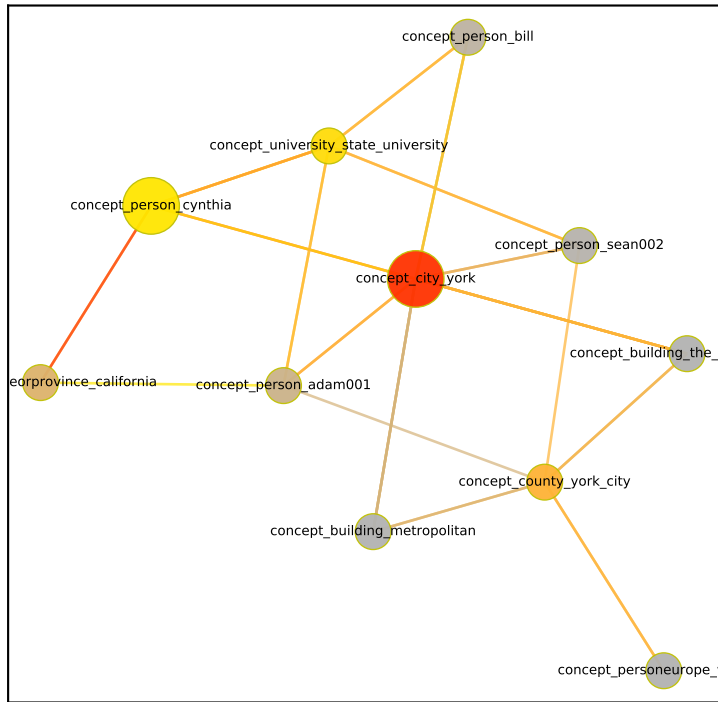 concept_person_bill
concept_university_state_university
concept_person_cynthia
concept_person_sean002
concept_city_york
concept_building_the_
eorprovince_california
concept_person_adam001
concept_county_york_city
concept_building_metropolitan
concept_personeurope_